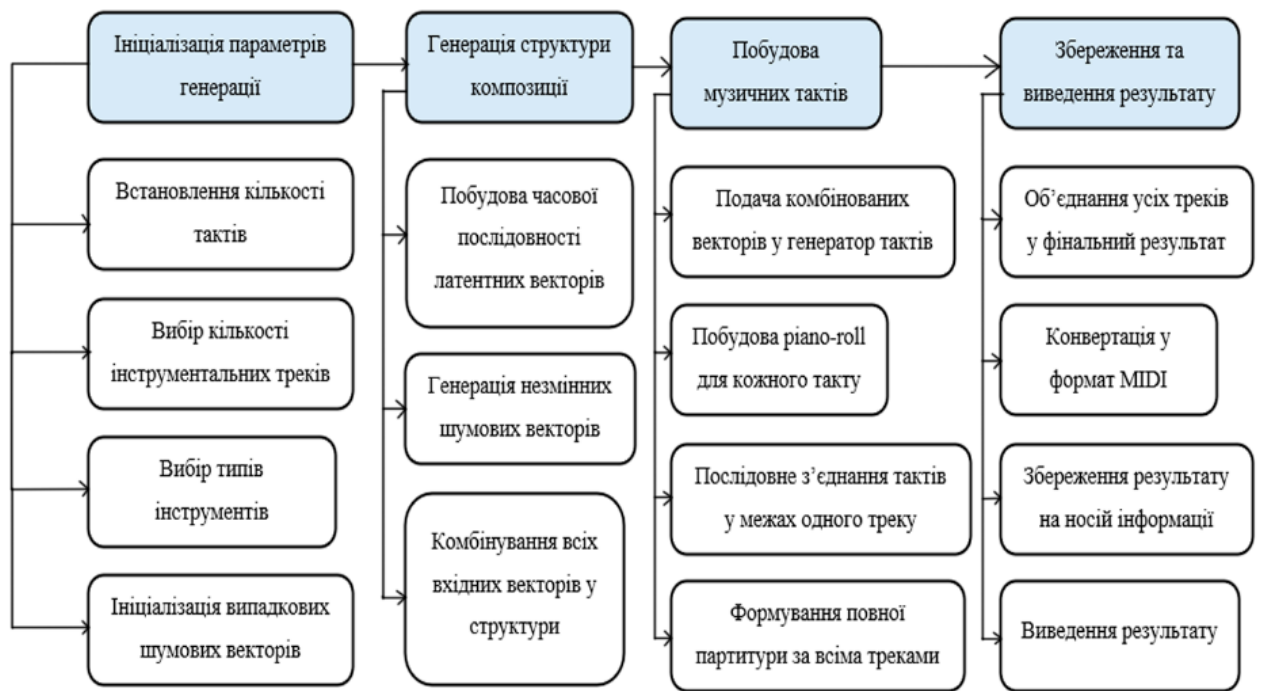 Ініціалізація параметрів
генерації
Встановлення кількості
тактів
Вибір кількості
інструментальних треків
Вибір типів
інструментів
Ініціалізація випадкових
шумових векторів
Генерація структури
композиції
Побудова часової
послідовності
латентних векторів
Генерація незмінних
шумових векторів
Комбінування всіх
вхідних векторів у
структури
Побудова
музичних тактів
Подача комбінованих
векторів у генератор тактів
Побудова piano-roll
для кожного такту
Послідовне з’єднання тактів
у межах одного треку
Формування повної
партитури за всіма треками
Збереження та
виведення результату
Об’єднання усіх треків
у фінальний результат
Конвертація у
формат MIDI
Збереження результату
на носій інформації
Виведення результату